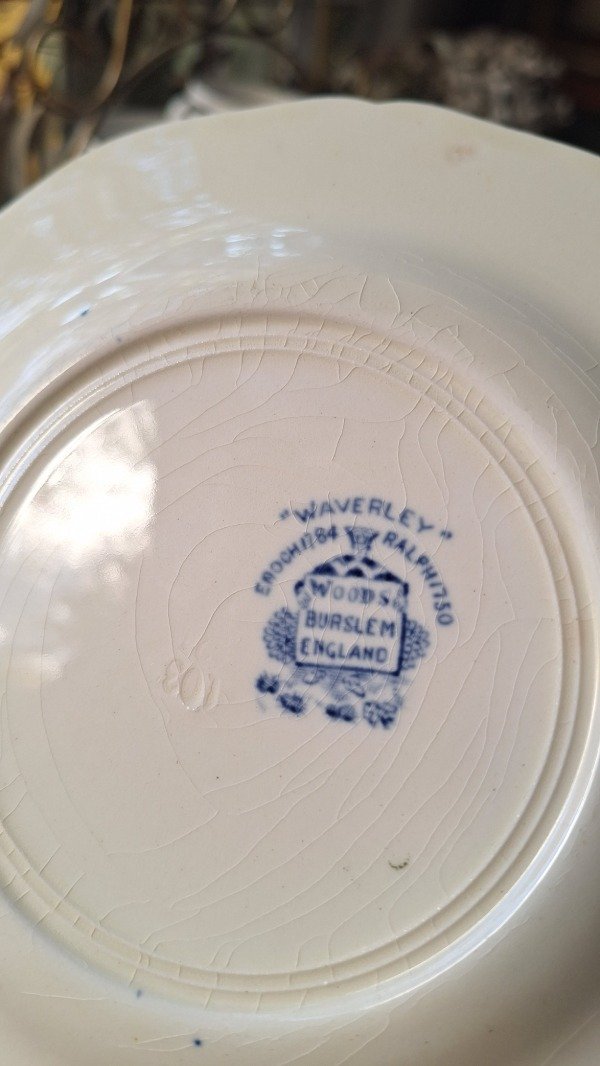 "WAVERLEY"
ENOCH 1784 RALPH 1750
WOODS
BURSLEM
ENGLAND